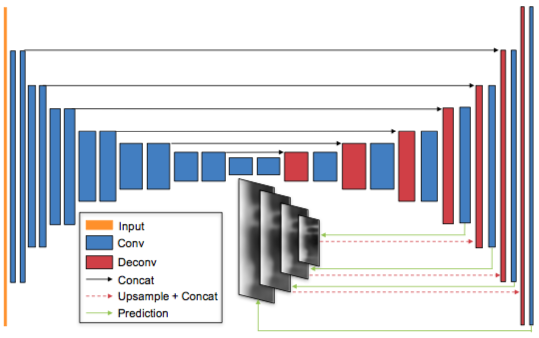 Input
Conv
Deconv
Concat
Upsample + Concat
Prediction